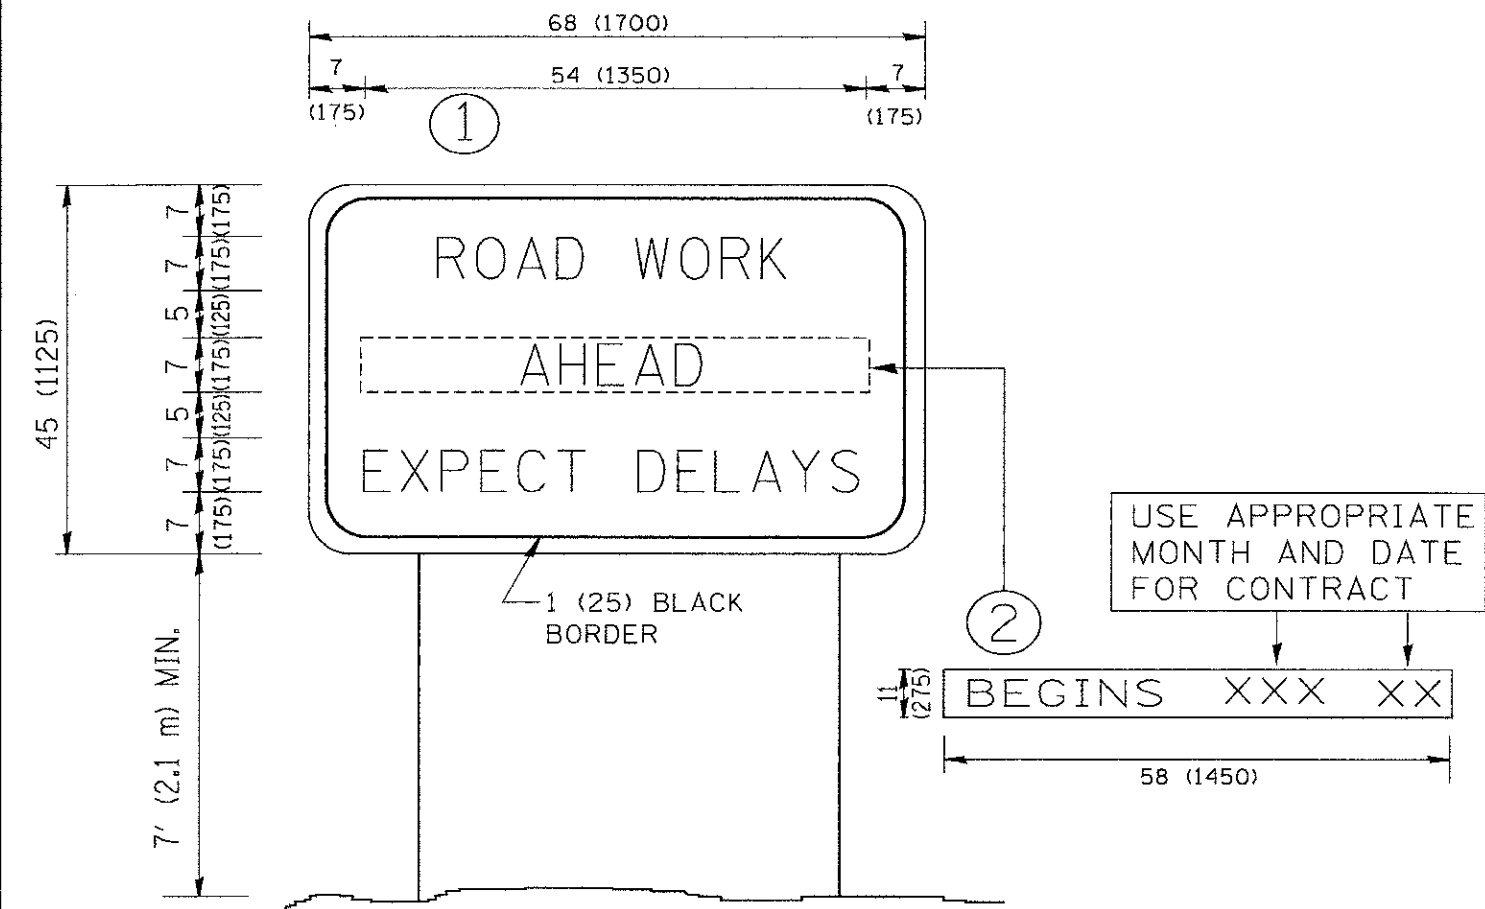 68 (1700)
7
54 (1350)
7
(175)
(175)
1
45 (1125)
7 (175)
7 (175)
5 (125)
7 (175)
5 (125)
7 (175)
7 (175)
ROAD WORK
AHEAD
EXPECT DELAYS
1 (25) BLACK
BORDER
7' (2.1 m) MIN.
USE APPROPRIATE
MONTH AND DATE
FOR CONTRACT
2
11
(275)
BEGINS XXX XX
58 (1450)